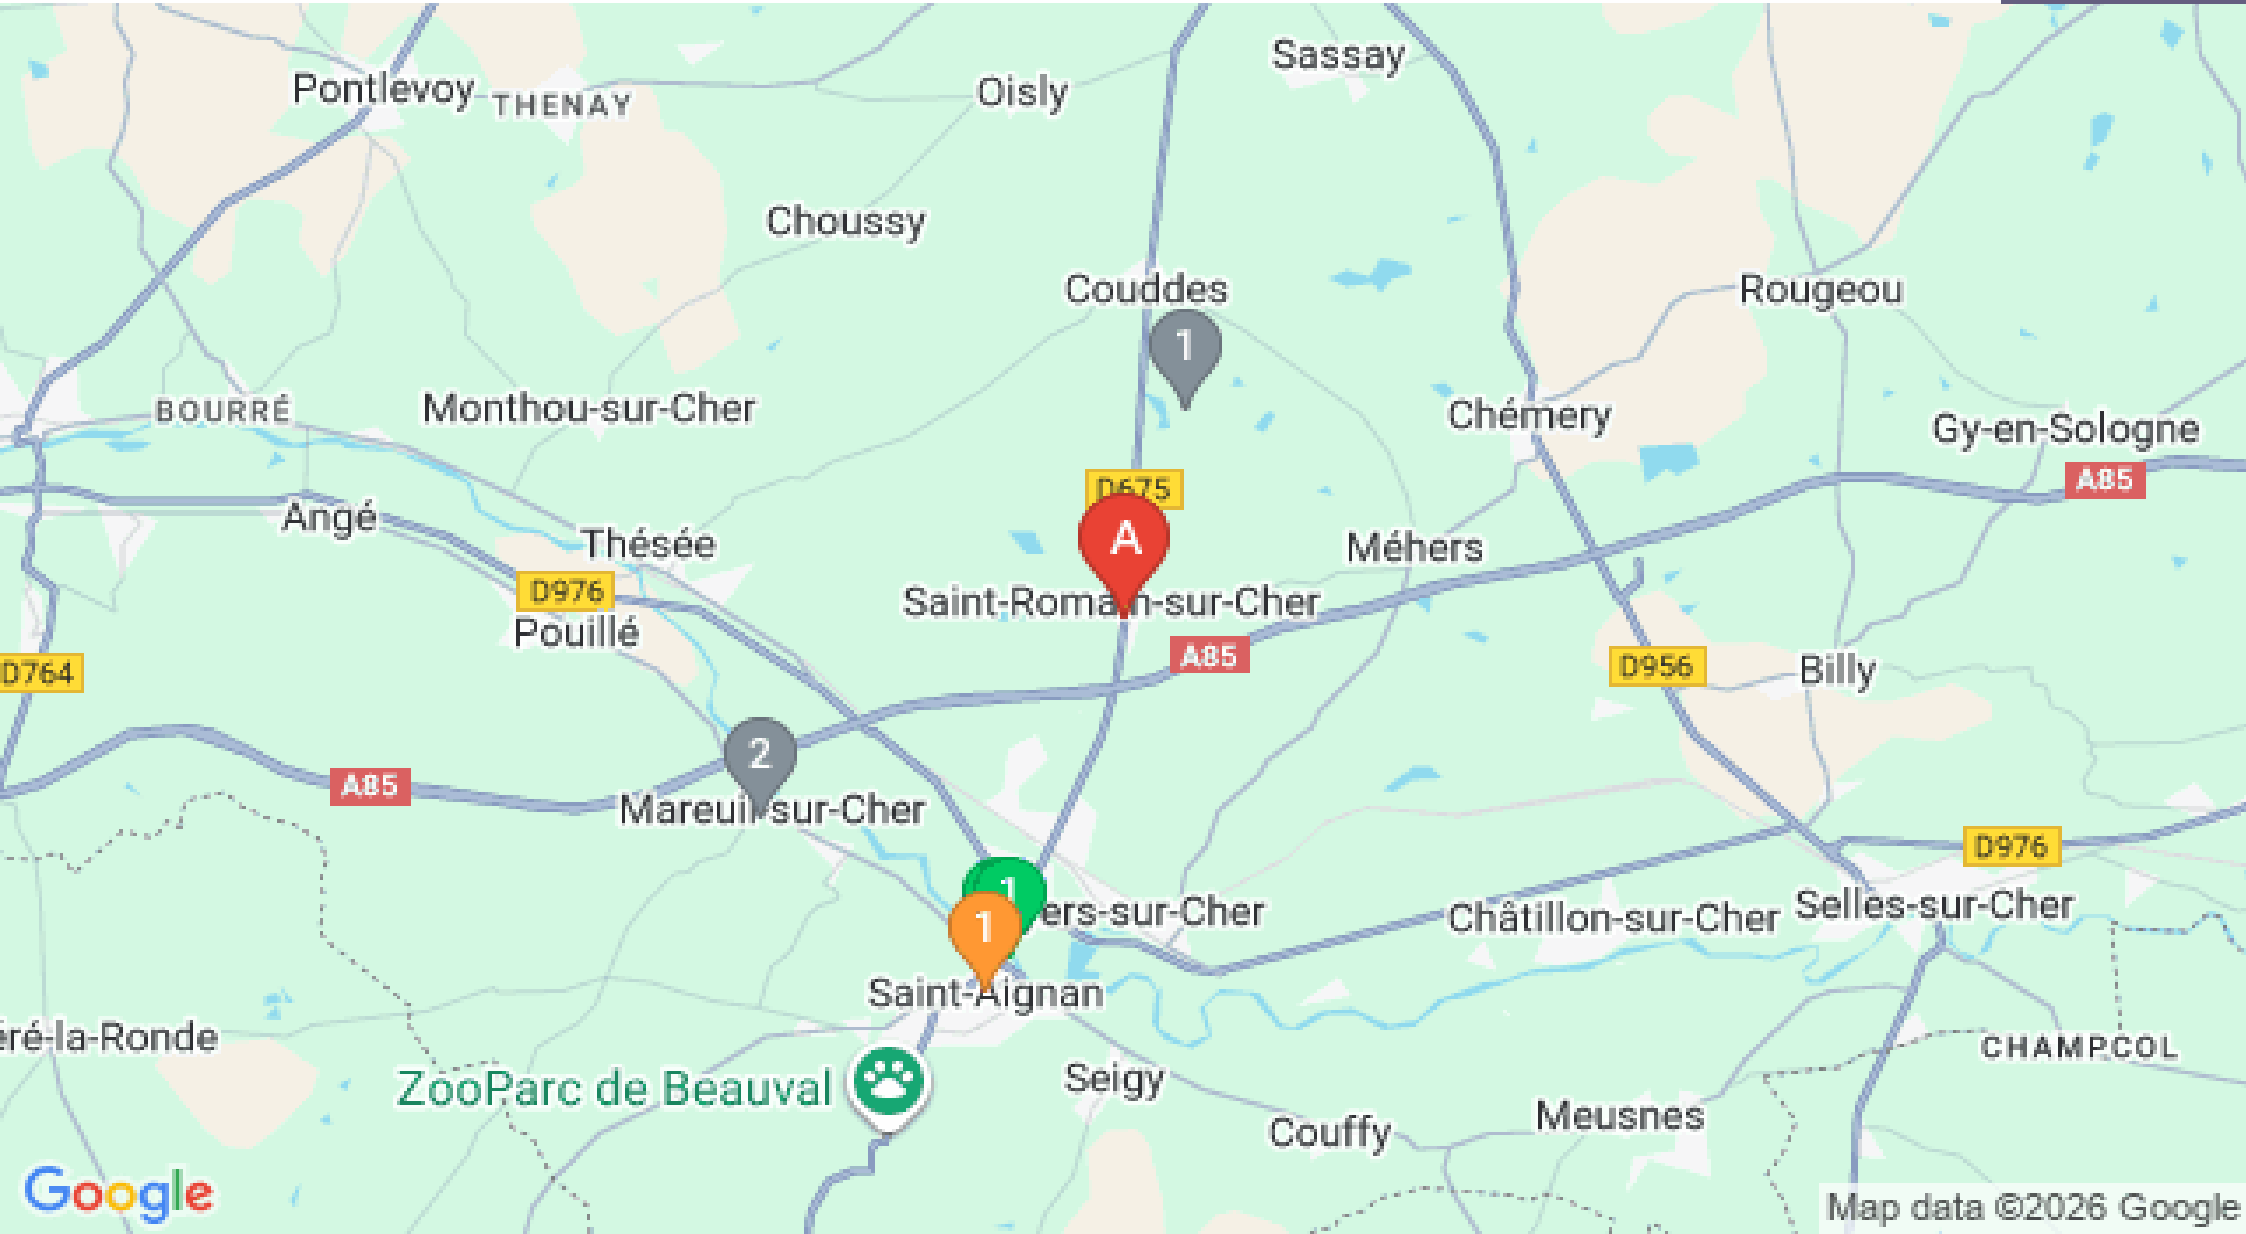 Sassay
Pontlevoy
THENAY
Oisly
Choussy
Couddes
Rougeou
1
BOURRÉ
Monthou-sur-Cher
Chémery
Gy-en-Sologne
A85
D675
Angé
A
Thésée
Méhers
D976
Saint-Romain-sur-Cher
Pouillé
A85
D764
D956
Billy
2
A85
Mareuil-sur-Cher
D976
1
ers-sur-Cher
1
Châtillon-sur-Cher
Selles-sur-Cher
Saint-Aignan
éré-la-Ronde
CHAMPCOL
ZooParc de Beauval
Seigy
Meusnes
Couffy
Google
Map data ©2026 Google